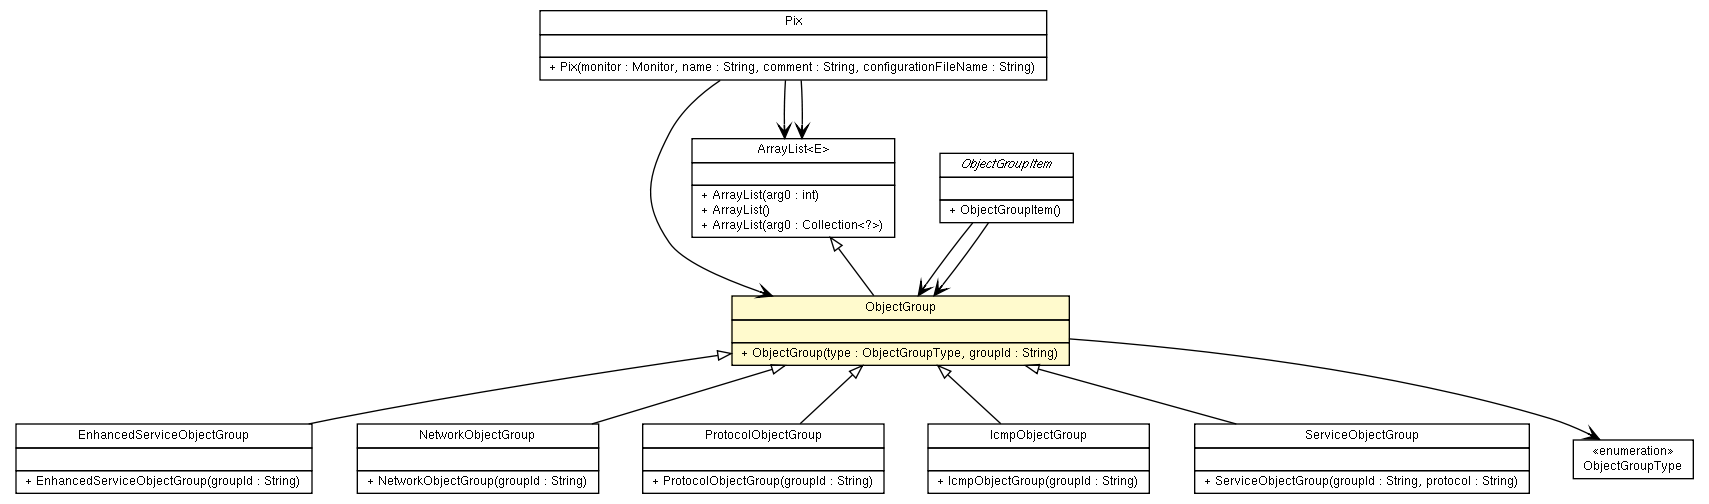 Pix
+ Pix(monitor : Monitor, name : String, comment : String, configurationFileName : String)
ArrayList<E>
+ ArrayList(arg0 : int)
+ ArrayList()
+ ArrayList(arg0 : Collection<?>)
ObjectGroupItem
+ ObjectGroupItem()
ObjectGroup
+ ObjectGroup(type : ObjectGroupType, groupId : String)
EnhancedServiceObjectGroup
+ EnhancedServiceObjectGroup(groupId : String)
NetworkObjectGroup
+ NetworkObjectGroup(groupId : String)
ProtocolObjectGroup
+ ProtocolObjectGroup(groupId : String)
IcmpObjectGroup
+ IcmpObjectGroup(groupId : String)
ServiceObjectGroup
+ ServiceObjectGroup(groupId : String, protocol : String)
«enumeration»
ObjectGroupType